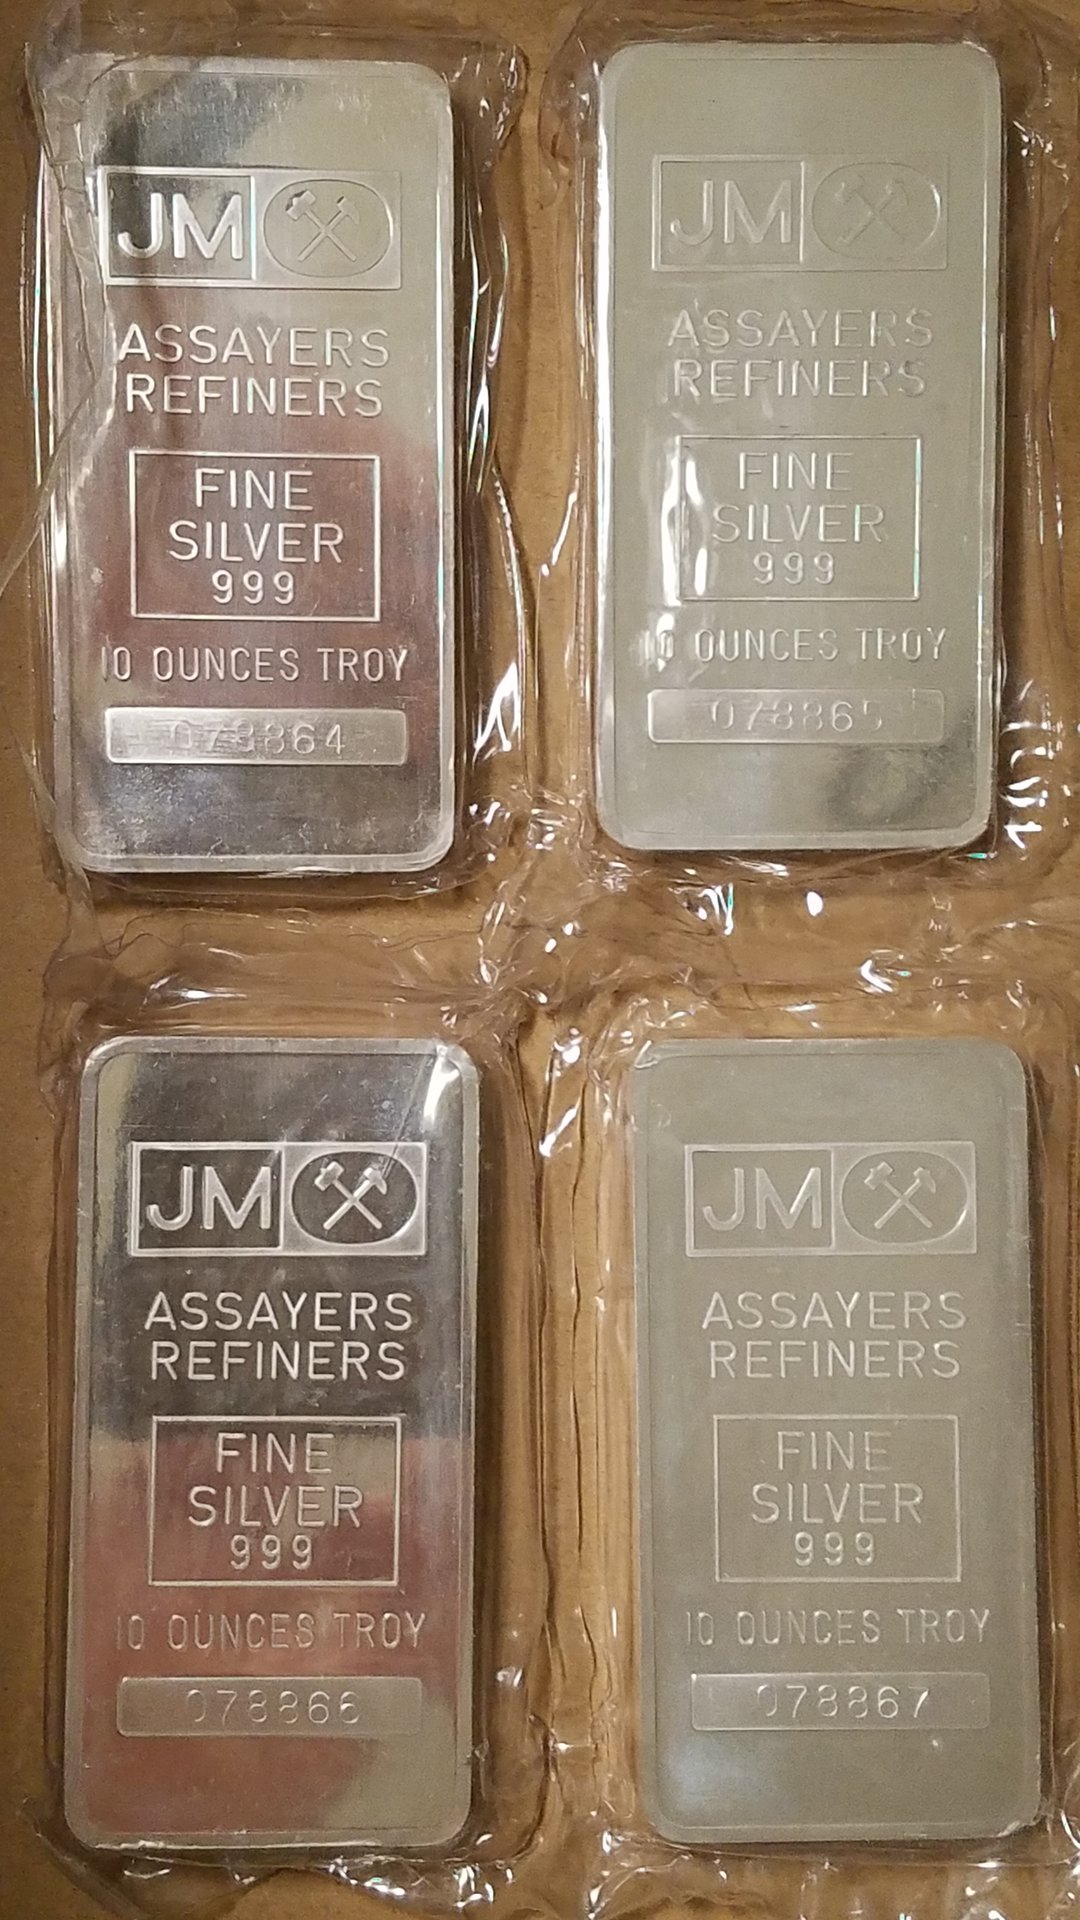 JM
ASSAYERS
REFINERS
FINE
SILVER
999
10 OUNCES TROY
078864
JM
ASSAYERS
REFINERS
FINE
SILVER
999
10 OUNCES TROY
078865
JM
ASSAYERS
REFINERS
FINE
SILVER
999
10 OUNCES TROY
078866
JM
ASSAYERS
REFINERS
FINE
SILVER
999
10 OUNCES TROY
078867